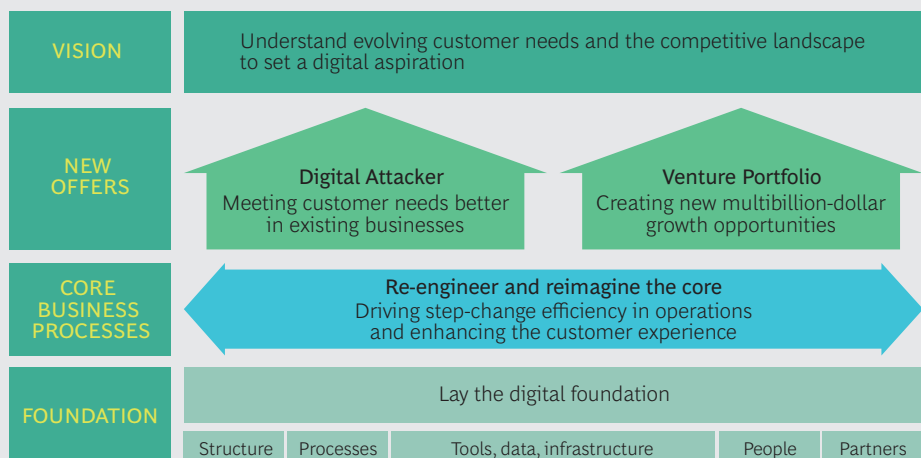 VISION
Understand evolving customer needs and the competitive landscape
to set a digital aspiration
NEW
OFFERS
Digital Attacker
Meeting customer needs better
in existing businesses
Venture Portfolio
Creating new multibillion-dollar
growth opportunities
CORE
BUSINESS
PROCESSES
Re-engineer and reimagine the core
Driving step-change efficiency in operations
and enhancing the customer experience
FOUNDATION
Lay the digital foundation
Structure
Processes
Tools, data, infrastructure
People
Partners